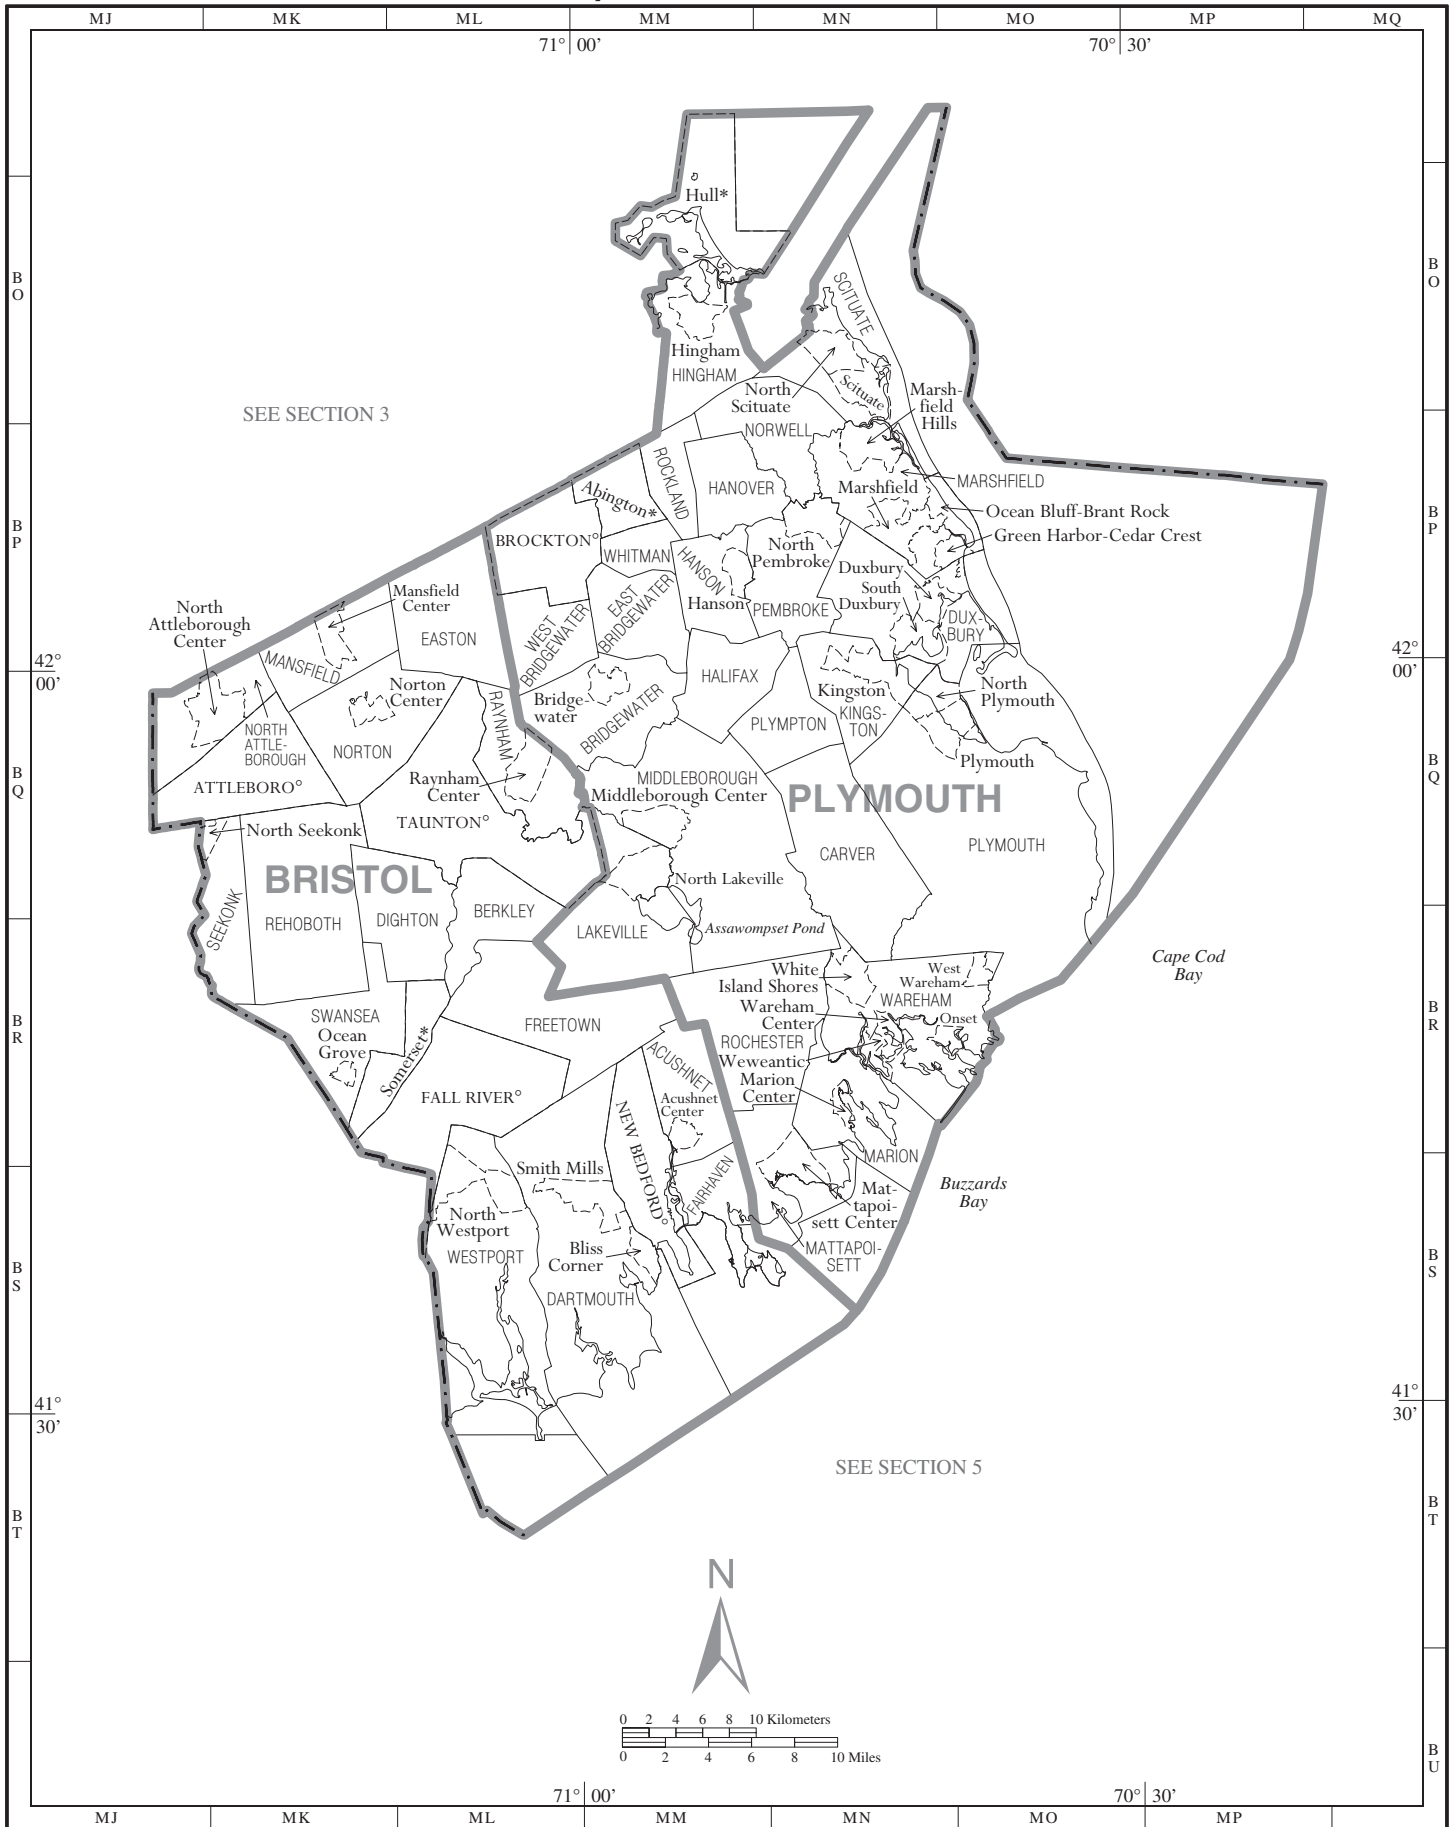 MJ
MK
ML
MM
MN
MO
MP
MQ
71° 00'
70° 30'
Hull*
BO
BO
SCITUATE
Hingham
HINGHAM
North
Scituate
Scituate
Marsh-
field
Hills
SEE SECTION 3
NORWELL
ROCKLAND
HANOVER
MARSHFIELD
Abington*
Marshfield
Ocean Bluff-Brant Rock
BP
BP
BROCKTON°
WHITMAN
HANSON
North
Pembroke
Green Harbor-Cedar Crest
Duxbury
South
Duxbury
Mansfield
Center
North
Attleborough
Center
EAST
BRIDGEWATER
Hanson
PEMBROKE
DUX-
BURY
WEST
BRIDGEWATER
EASTON
MANSFIELD
42°
00'
42°
00'
HALIFAX
Norton
Center
RAYNHAM
Bridge-
water
BRIDGEWATER
Kingston
KINGS-
TON
North
Plymouth
PLYMPTON
NORTH
ATTLE-
BOROUGH
NORTON
Plymouth
BQ
BQ
ATTLEBORO°
Raynham
Center
MIDDLEBOROUGH
Middleborough Center
PLYMOUTH
TAUNTON°
North Seekonk
CARVER
PLYMOUTH
BRISTOL
North Lakeville
SEEKONK
REHOBOTH
DIGHTON
BERKLEY
LAKEVILLE
Assawompset Pond
Cape Cod
Bay
White
Island Shores
West
Wareham
WAREHAM
Wareham
Center
Onset
BR
BR
SWANSEA
Ocean
Grove
FREETOWN
ROCHESTER
Weweantic
Marion
Center
Somerset*
ACUSHNET
Acushnet
Center
FALL RIVER°
NEW BEDFORD°
MARION
Smith Mills
FAIRHAVEN
Buzzards
Bay
Mat-
tapoi-
sett Center
North
Westport
WESTPORT
Bliss
Corner
MATTAPOI-
SETT
BS
BS
DARTMOUTH
41°
30'
41°
30'
SEE SECTION 5
BT
BT
N
0 2 4 6 8 10 Kilometers
0 2 4 6 8 10 Miles
BU
71° 00'
70° 30'
MJ
MK
ML
MM
MN
MO
MP